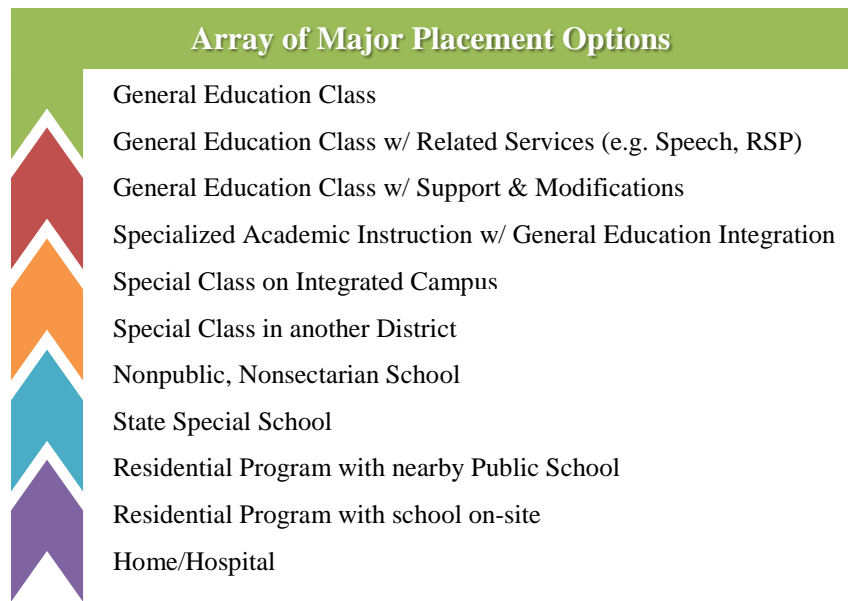 Array of Major Placement Options
General Education Class
General Education Class w/ Related Services (e.g. Speech, RSP)
General Education Class w/ Support & Modifications
Specialized Academic Instruction w/ General Education Integration
Special Class on Integrated Campus
Special Class in another District
Nonpublic, Nonsectarian School
State Special School
Residential Program with nearby Public School
Residential Program with school on-site
Home/Hospital